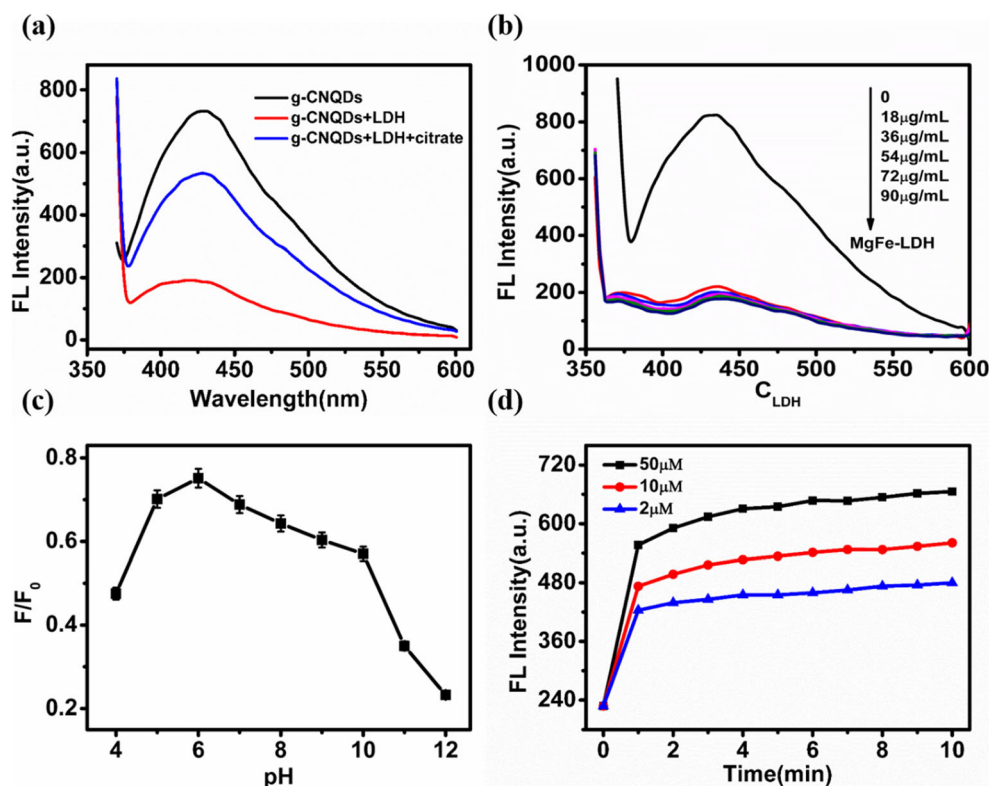 (a)
FL Intensity(a.u.)
800
600
400
200
0
g-CNQDs
g-CNQDs+LDH
g-CNQDs+LDH+citrate
350 400 450 500 550 600
Wavelength(nm)
(b)
FL Intensity(a.u.)
1000
800
600
400
200
0
0
18μg/mL
36μg/mL
54μg/mL
72μg/mL
90μg/mL
MgFe-LDH
350 400 450 500 550 600
C_LDH
(c)
F/F₀
0.8
0.6
0.4
0.2
4 6 8 10 12
pH
(d)
FL Intensity(a.u.)
720
600
480
360
240
50μM
10μM
2μM
0 2 4 6 8 10
Time(min)